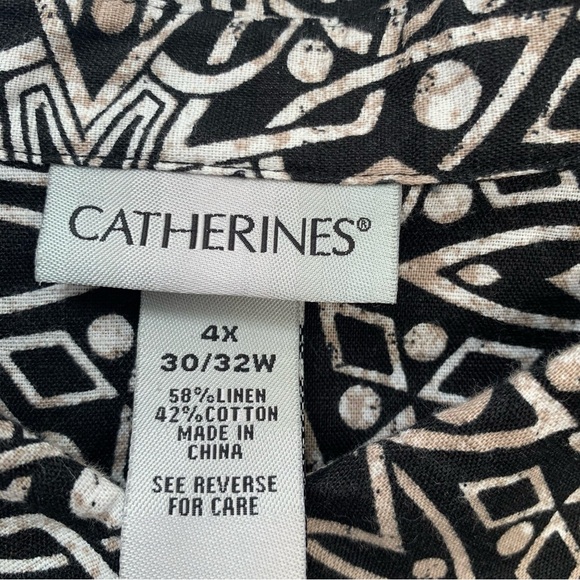 CATHERINES®
4X
30/32W
58%LINEN
42%COTTON
MADE IN
CHINA
SEE REVERSE
FOR CARE